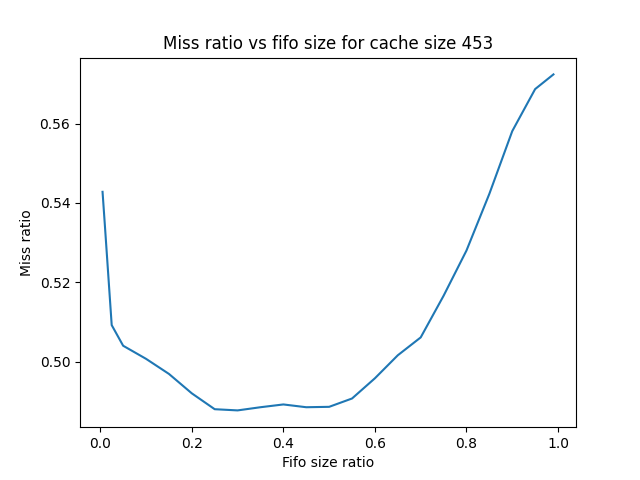 Miss ratio vs fifo size for cache size 453
Miss ratio
0.56
0.54
0.52
0.50
0.0 0.2 0.4 0.6 0.8 1.0
Fifo size ratio